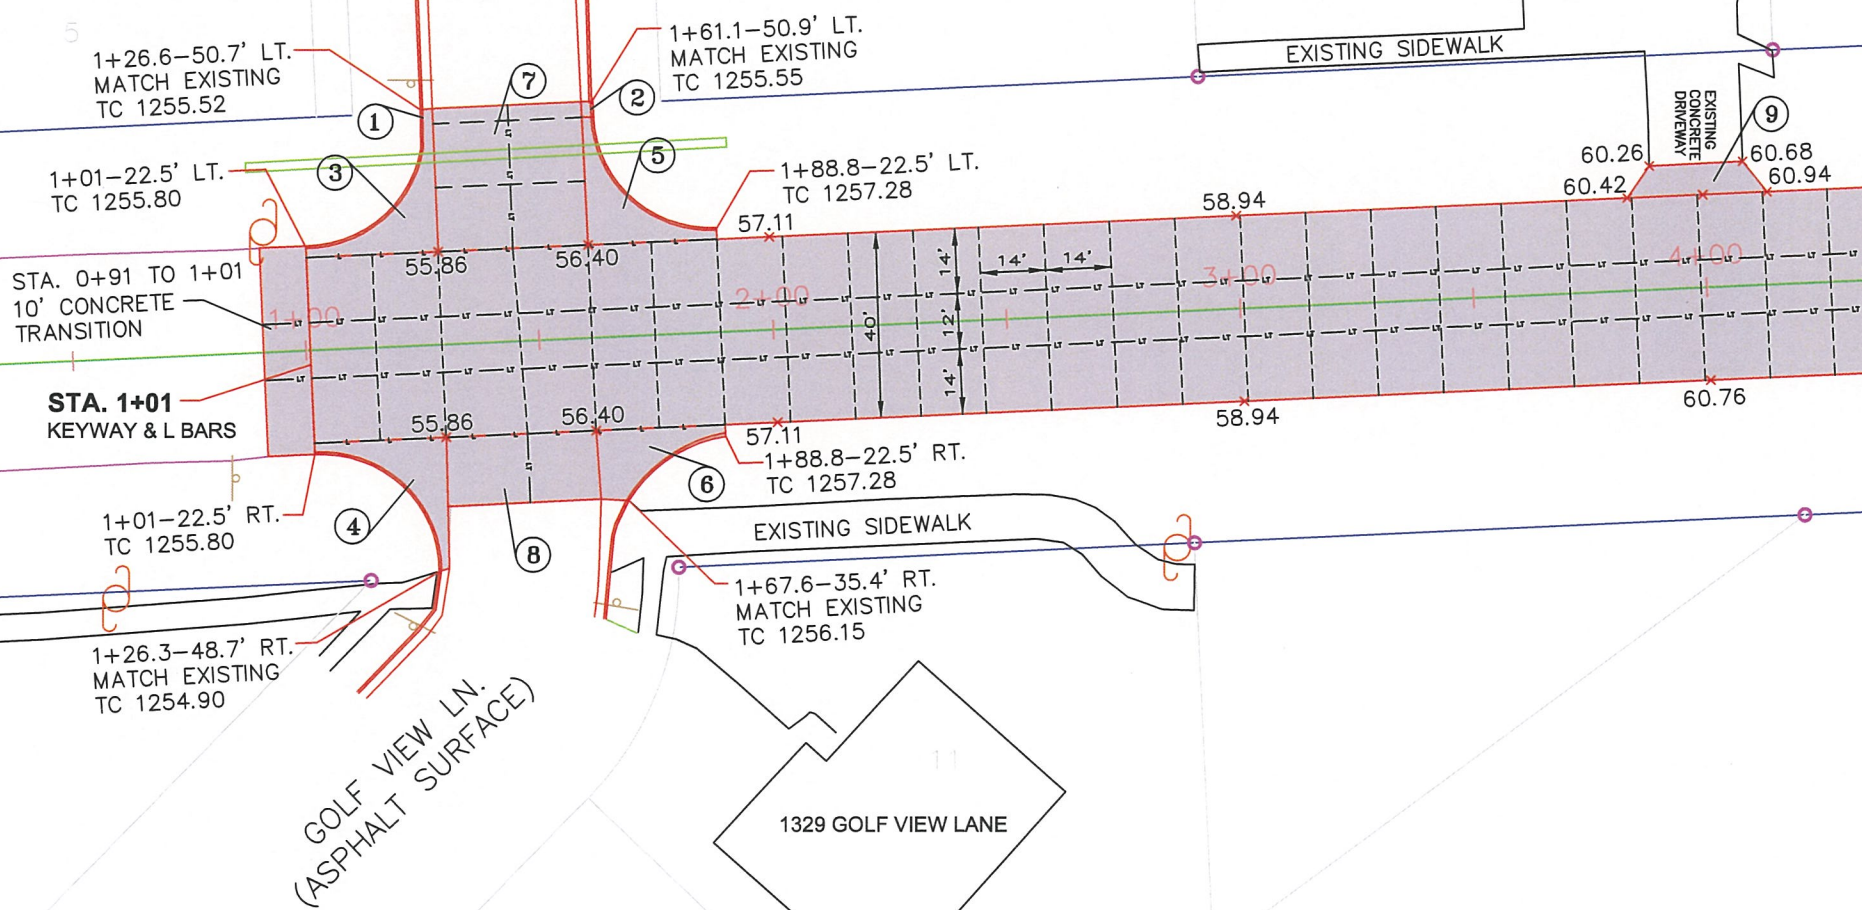 5
1+26.6-50.7' LT.
MATCH EXISTING
TC 1255.52
1+61.1-50.9' LT.
MATCH EXISTING
TC 1255.55
EXISTING SIDEWALK
EXISTING
CONCRETE
DRIVEWAY
1
7
2
9
3
5
1+01-22.5' LT.
TC 1255.80
1+88.8-22.5' LT.
TC 1257.28
60.26
60.68
60.42
60.94
57.11
58.94
55.86
56.40
STA. 0+91 TO 1+01
10' CONCRETE
TRANSITION
1+00
2+00
3+00
4+00
14'
14'
14'
40'
12'
14'
STA. 1+01
KEYWAY & L BARS
55.86
56.40
57.11
58.94
60.76
1+88.8-22.5' RT.
TC 1257.28
6
4
8
1+01-22.5' RT.
TC 1255.80
EXISTING SIDEWALK
1+67.6-35.4' RT.
MATCH EXISTING
TC 1256.15
1+26.3-48.7' RT.
MATCH EXISTING
TC 1254.90
GOLF VIEW LN.
(ASPHALT SURFACE)
11
1329 GOLF VIEW LANE